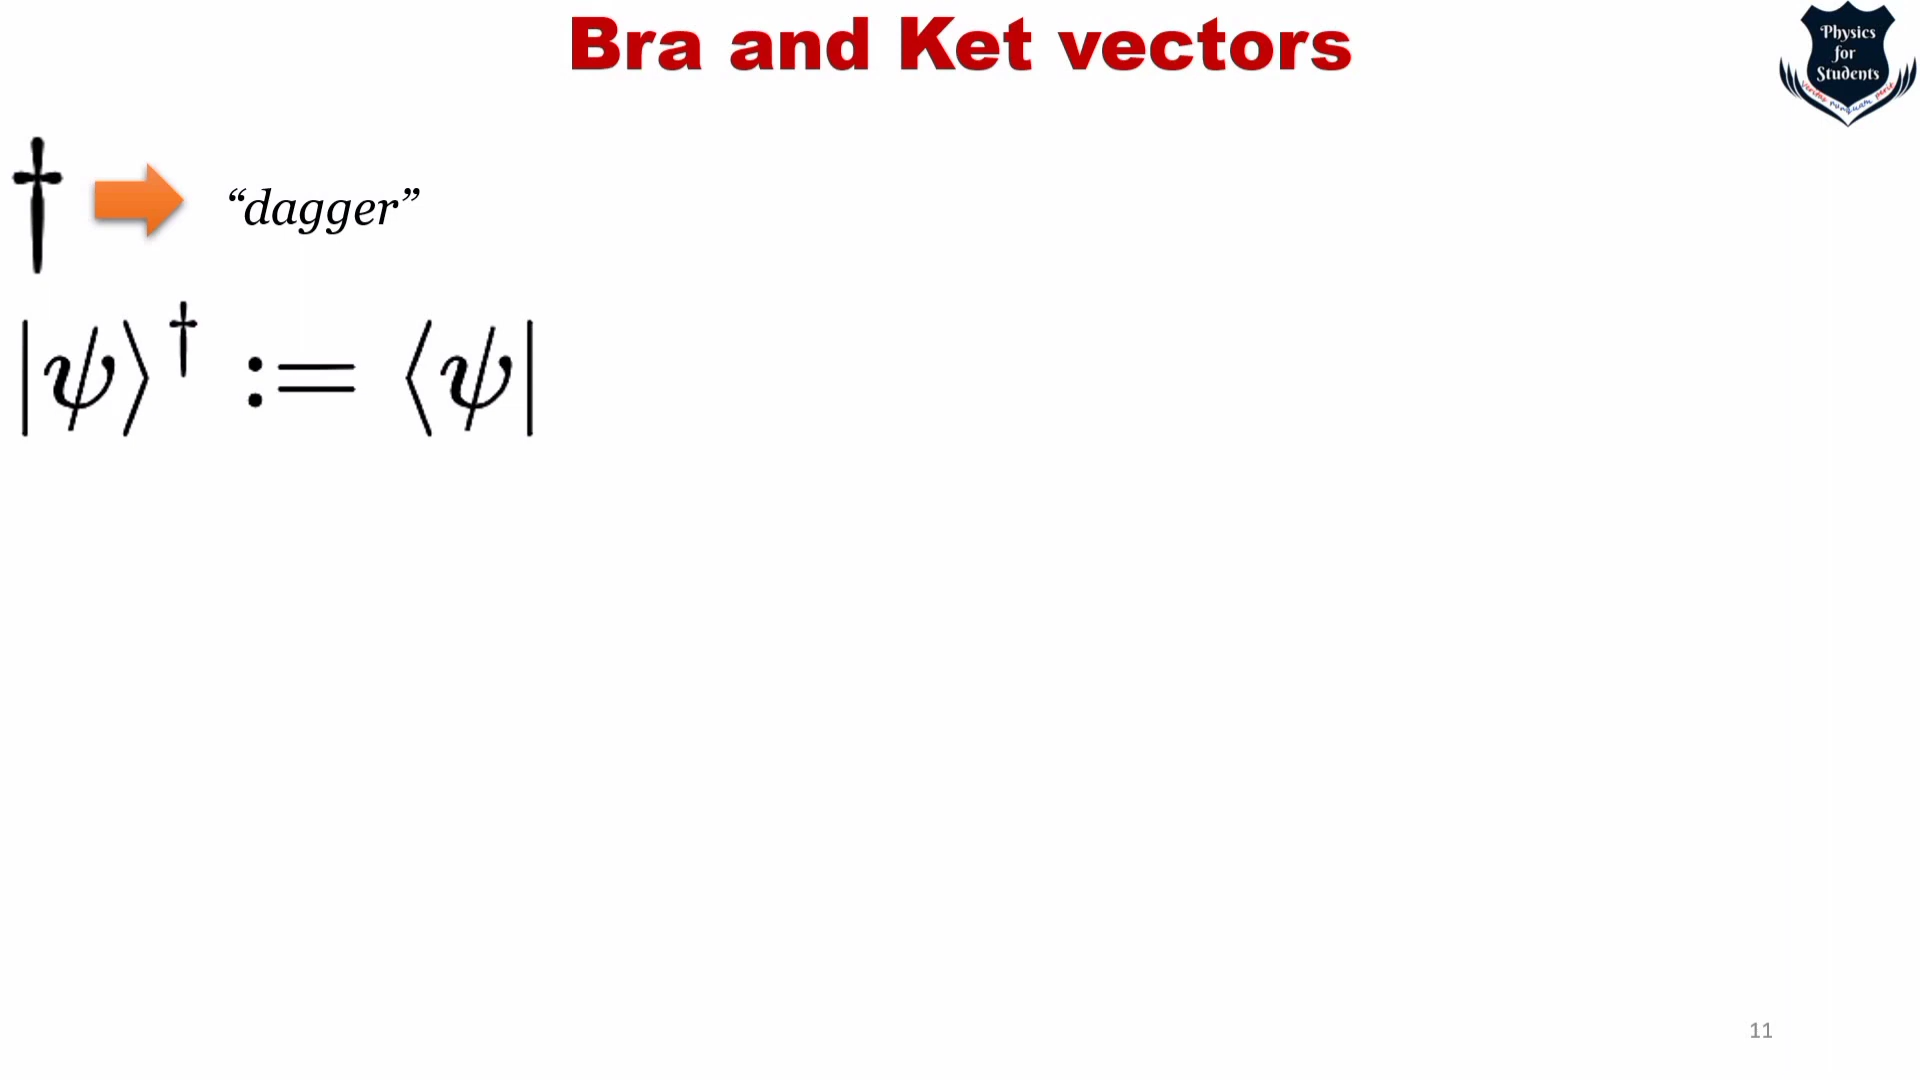 Bra and Ket vectors
Physics
for
Students
† “dagger”
|ψ⟩† := ⟨ψ|
11